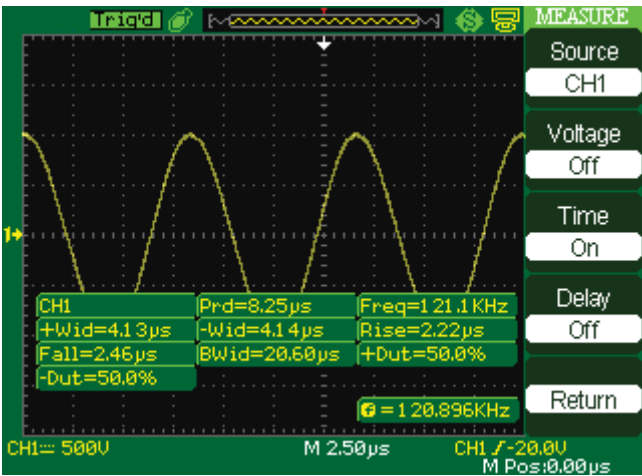 Trig'd
MEASURE
Source
CH1
Voltage
Off
Time
On
Delay
Off
Return
1
CH1 Prd=8.25µs Freq=121.1KHz
+Wid=4.13µs -Wid=4.14µs Rise=2.22µs
Fall=2.46µs BWid=20.60µs +Dut=50.0%
-Dut=50.0%
f = 120.896KHz
CH1 500V M 2.50µs CH1 -20.0V
M Pos:0.00µs